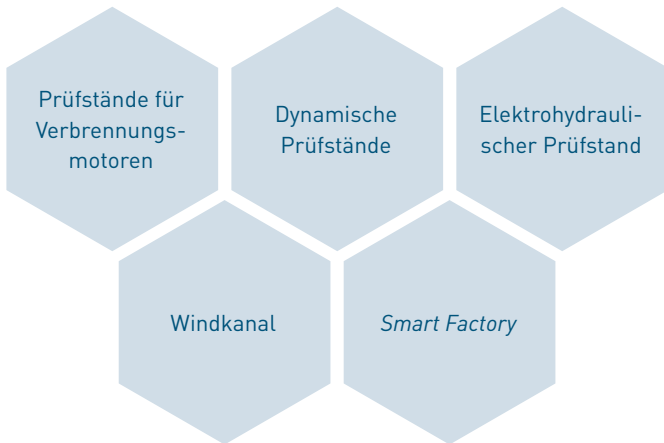 Prüfstände für
Verbrennungs-
motoren
Dynamische
Prüfstände
Elektrohydrauli-
scher Prüfstand
Windkanal
Smart Factory